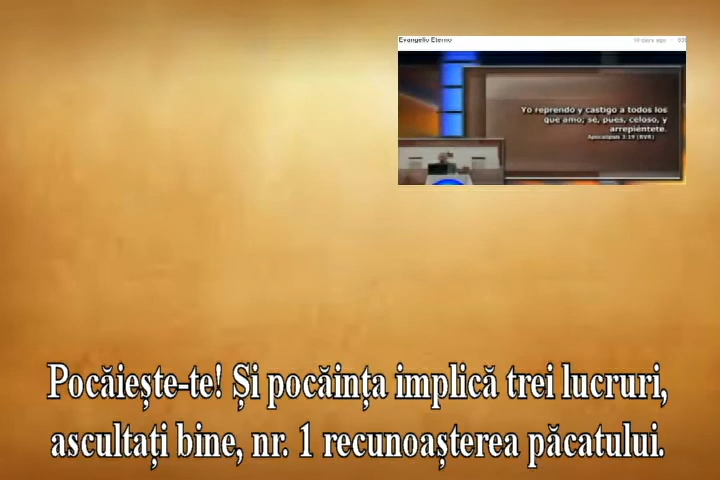 Evangelio Eterno
Yo reprendo y castigo a todos los
que amo; sé, pues, celoso, y
arrepiéntete.
Apocalipsis 3:19 (RVR)
Pocăiește-te! Și pocăința implică trei lucruri,
ascultați bine, nr. 1 recunoașterea păcatului.